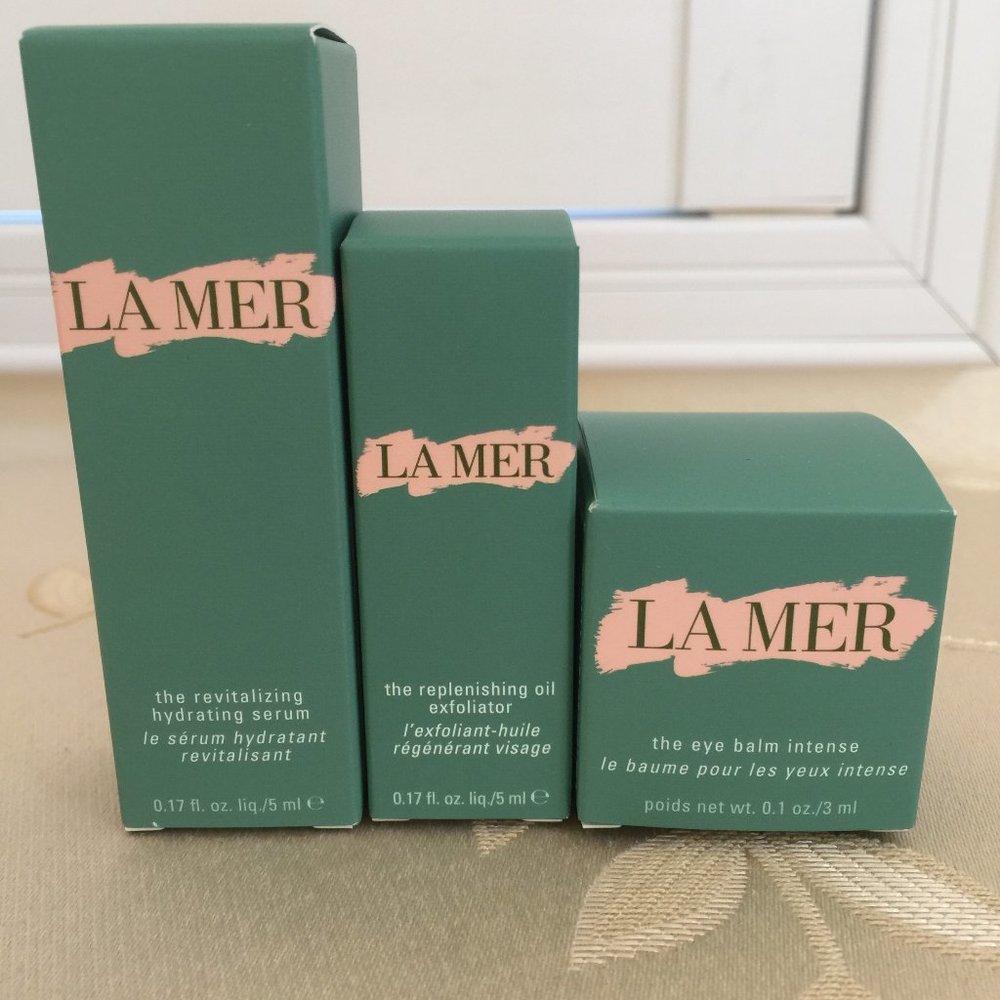 LA MER
the revitalizing
hydrating serum
le sérum hydratant
revitalisant
0.17 fl. oz. liq./5 ml ℮
LA MER
the replenishing oil
exfoliator
l'exfoliant-huile
régénérant visage
0.17 fl. oz. liq./5 ml ℮
LA MER
the eye balm intense
le baume pour les yeux intense
poids net wt. 0.1 oz./3 ml